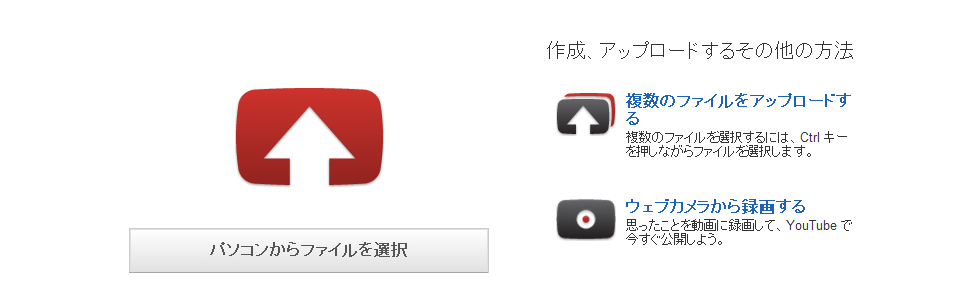 パソコンからファイルを選択
作成、アップロードするその他の方法
複数のファイルをアップロードす
る
複数のファイルを選択するには、Ctrl キー
を押しながらファイルを選択します。
ウェブカメラから録画する
思ったことを動画に録画して、YouTube で
今すぐ公開しよう。